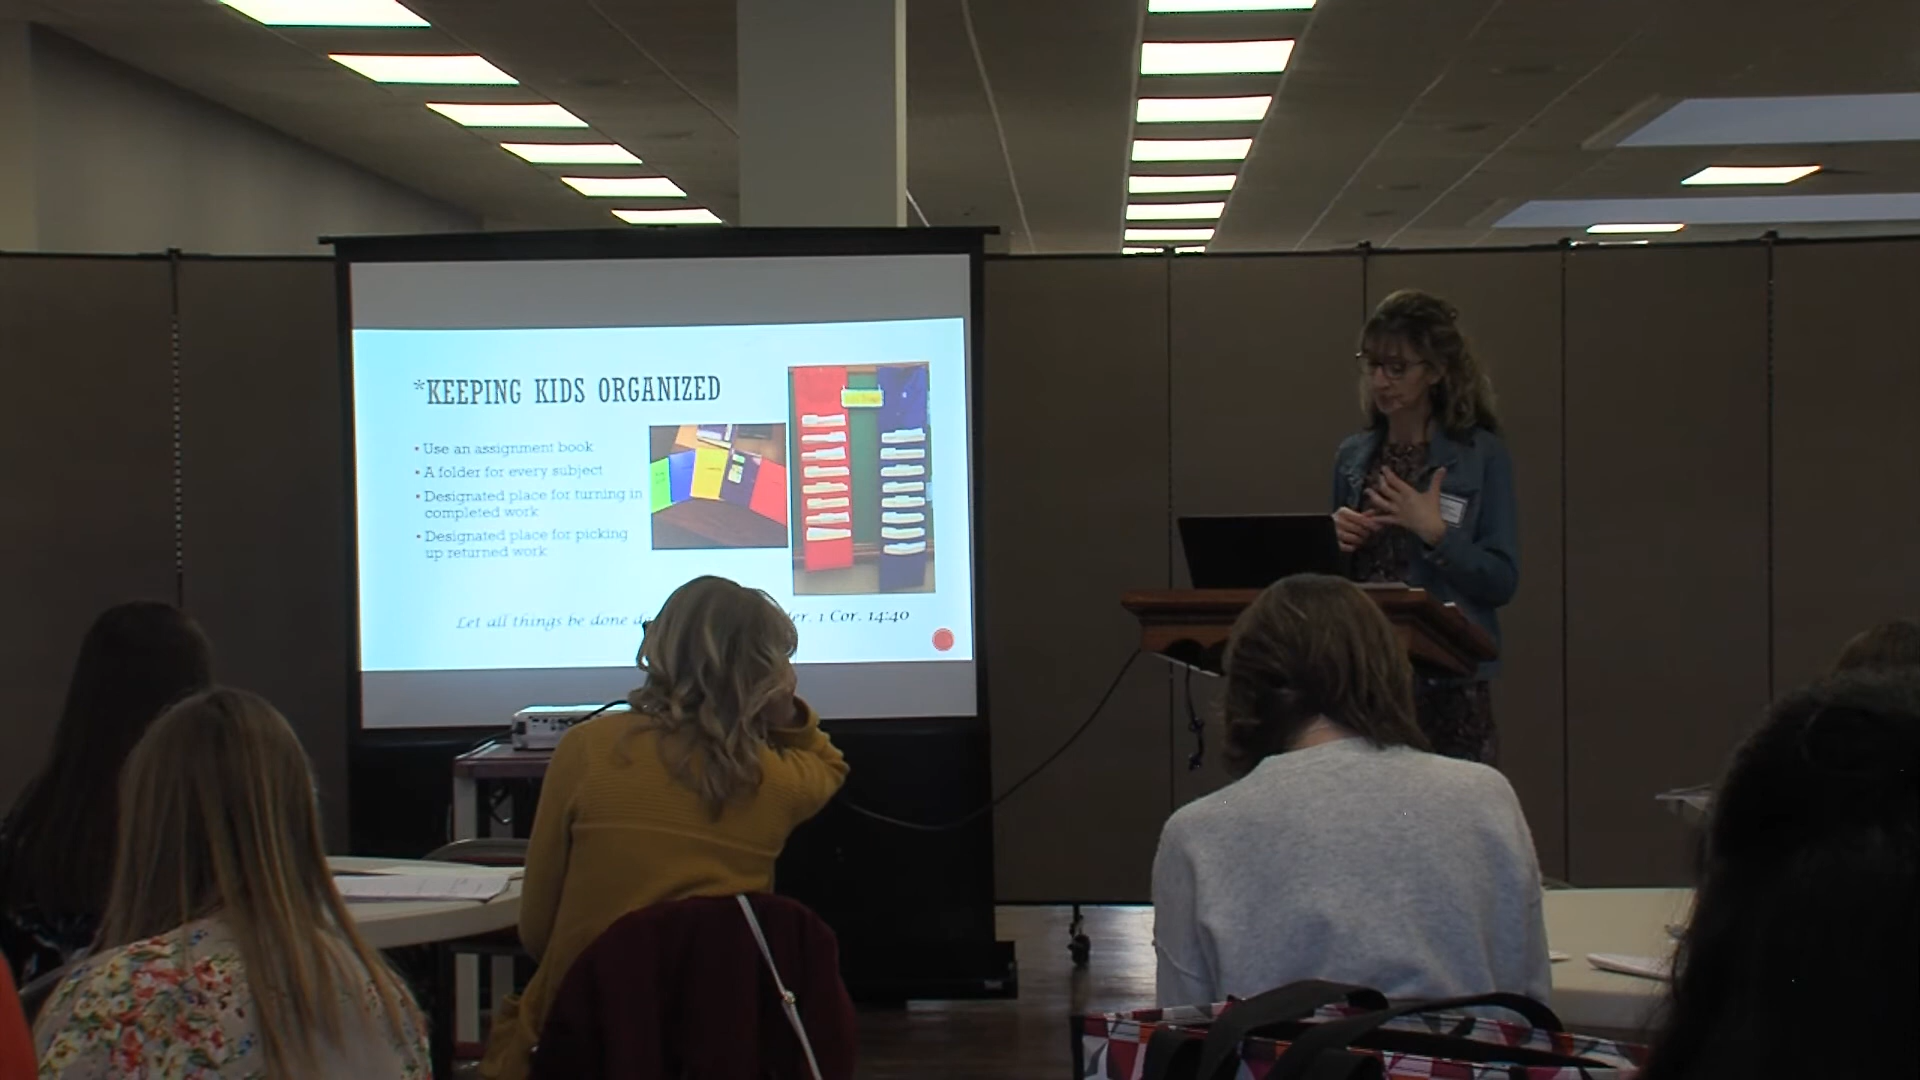 *KEEPING KIDS ORGANIZED
• Use an assignment book
• A folder for every subject
• Designated place for turning in
completed work
• Designated place for picking
up returned work
Let all things be done 1 Cor. 14:40